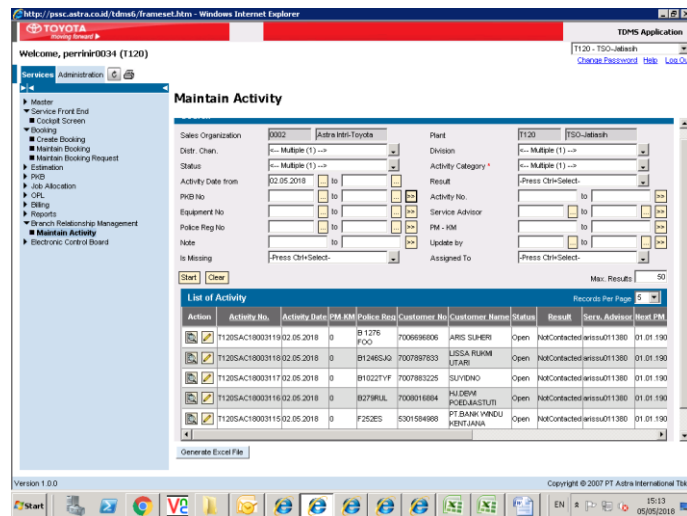 http://pssc.astra.co.id/tdms6/frameset.htm - Windows Internet Explorer
TOYOTA
moving forward
TDMS Application
Welcome, perrinir0034 (T120)
T120 - TSO-Jatiasih
Change Password Help Log Ou
Services Administration
Master
Service Front End
Cockpit Screen
Booking
Create Booking
Maintain Booking
Maintain Booking Request
Estimation
PKB
Job Allocation
OPL
Billing
Reports
Branch Relationship Management
Maintain Activity
Electronic Control Board
Maintain Activity
Sales Organization 0002 Astra Intrl-Toyota Plant T120 TSO-Jatiasih
Distr. Chan. <-- Multiple (1) --> Division <-- Multiple (1) -->
Status <-- Multiple (1) --> Activity Category * <-- Multiple (1) -->
Activity Date from 02.05.2018 ... to ... Result -Press Ctrl+Select-
PKB No ... to ... >> Activity No. to >>
Equipment No ... to ... >> Service Advisor ... to ... >>
Police Reg No ... to ... >> PM - KM to >>
Note to >> Update by ... to ... >>
Is Missing -Press Ctrl+Select- Assigned To -Press Ctrl+Select-
Start Clear Max. Results 50
List of Activity Records Per Page 5
Action Activity No. Activity Date PM-KM Police Reg Customer No Customer Name Status Result Serv. Advisor Next PM
T120SAC18003119 02.05.2018 0 B 1276 FOO 7006696806 ARIS SUHERI Open NotContacted arissu011380 01.01.190
T120SAC18003118 02.05.2018 0 B1246SJQ 7007897833 LISSA RUKMI UTARI Open NotContacted arissu011380 01.01.190
T120SAC18003117 02.05.2018 0 B1022TYF 7007883225 SUYIDNO Open NotContacted arissu011380 01.01.190
T120SAC18003116 02.05.2018 0 B279RUL 7008016884 HJ.DEWI POEDJIASTUTI Open NotContacted arissu011380 01.01.190
T120SAC18003115 02.05.2018 0 F252ES 5301584988 PT.BANK WINDU KENTJANA Open NotContacted arissu011380 01.01.190
Generate Excel File
Version 1.0.0
Copyright © 2007 PT Astra International Tbk
Start
EN
15:13
05/05/2018